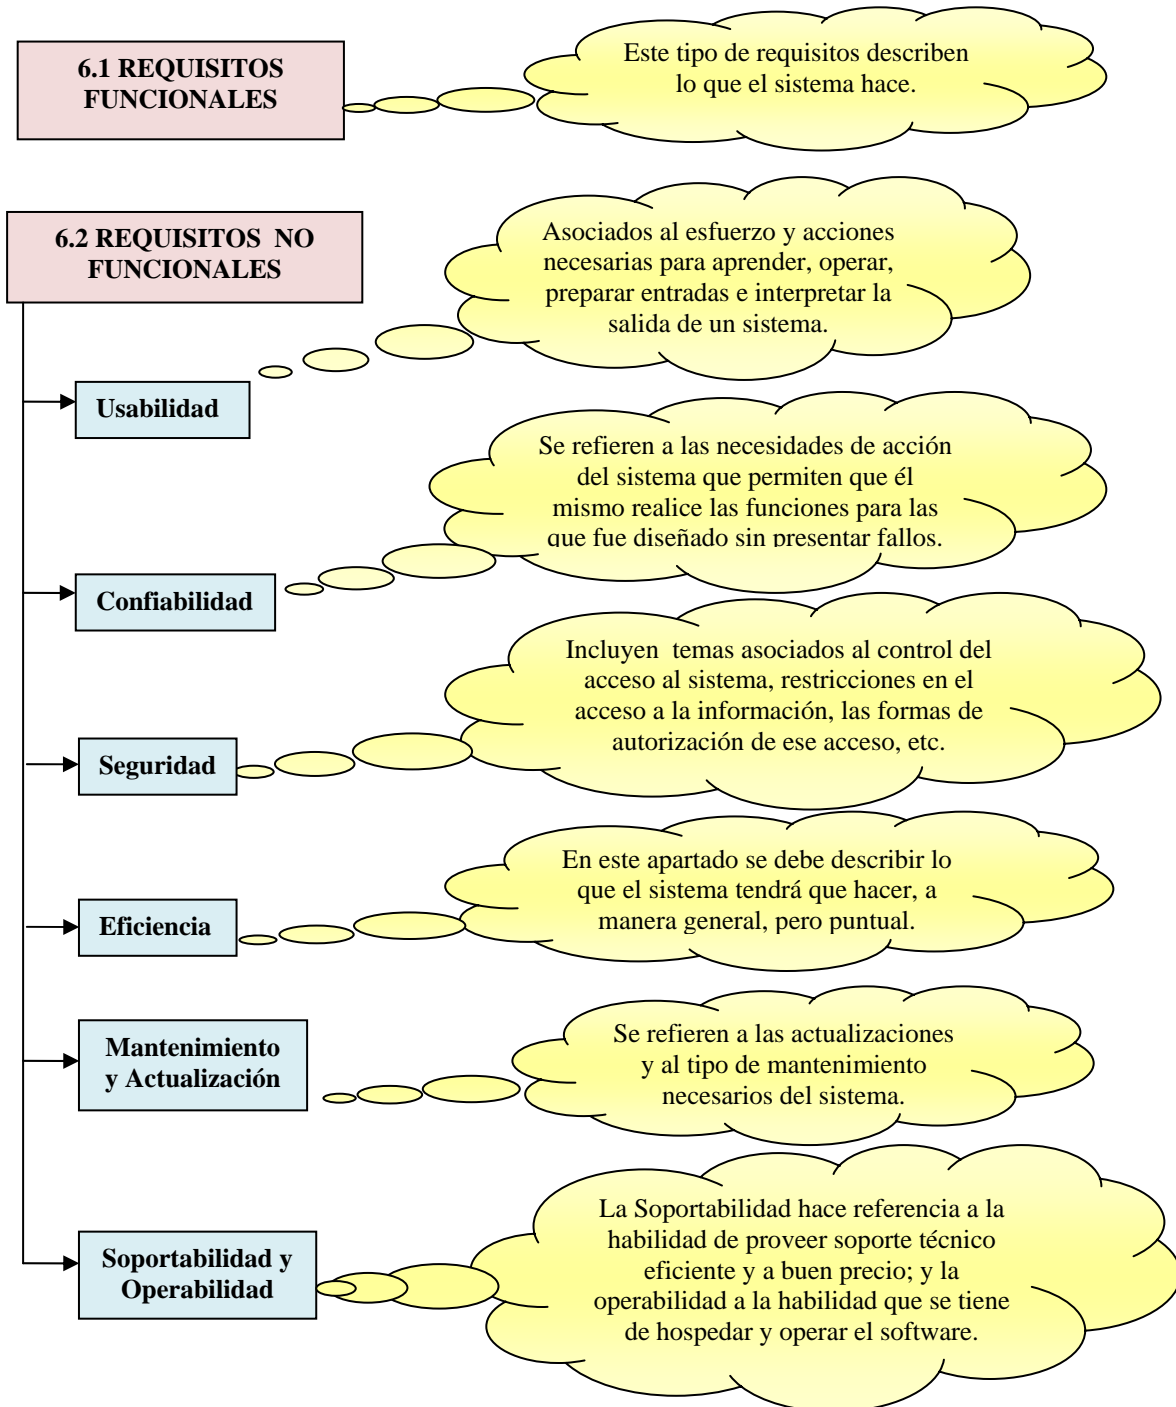 6.1 REQUISITOS
FUNCIONALES
Este tipo de requisitos describen
lo que el sistema hace.
6.2 REQUISITOS NO
FUNCIONALES
Asociados al esfuerzo y acciones
necesarias para aprender, operar,
preparar entradas e interpretar la
salida de un sistema.
Usabilidad
Se refieren a las necesidades de acción
del sistema que permiten que él
mismo realice las funciones para las
que fue diseñado sin presentar fallos.
Confiabilidad
Incluyen temas asociados al control del
acceso al sistema, restricciones en el
acceso a la información, las formas de
autorización de ese acceso, etc.
Seguridad
En este apartado se debe describir lo
que el sistema tendrá que hacer, a
manera general, pero puntual.
Eficiencia
Se refieren a las actualizaciones
y al tipo de mantenimiento
necesarios del sistema.
Mantenimiento
y Actualización
La Soportabilidad hace referencia a la
habilidad de proveer soporte técnico
eficiente y a buen precio; y la
operabilidad a la habilidad que se tiene
de hospedar y operar el software.
Soportabilidad y
Operabilidad